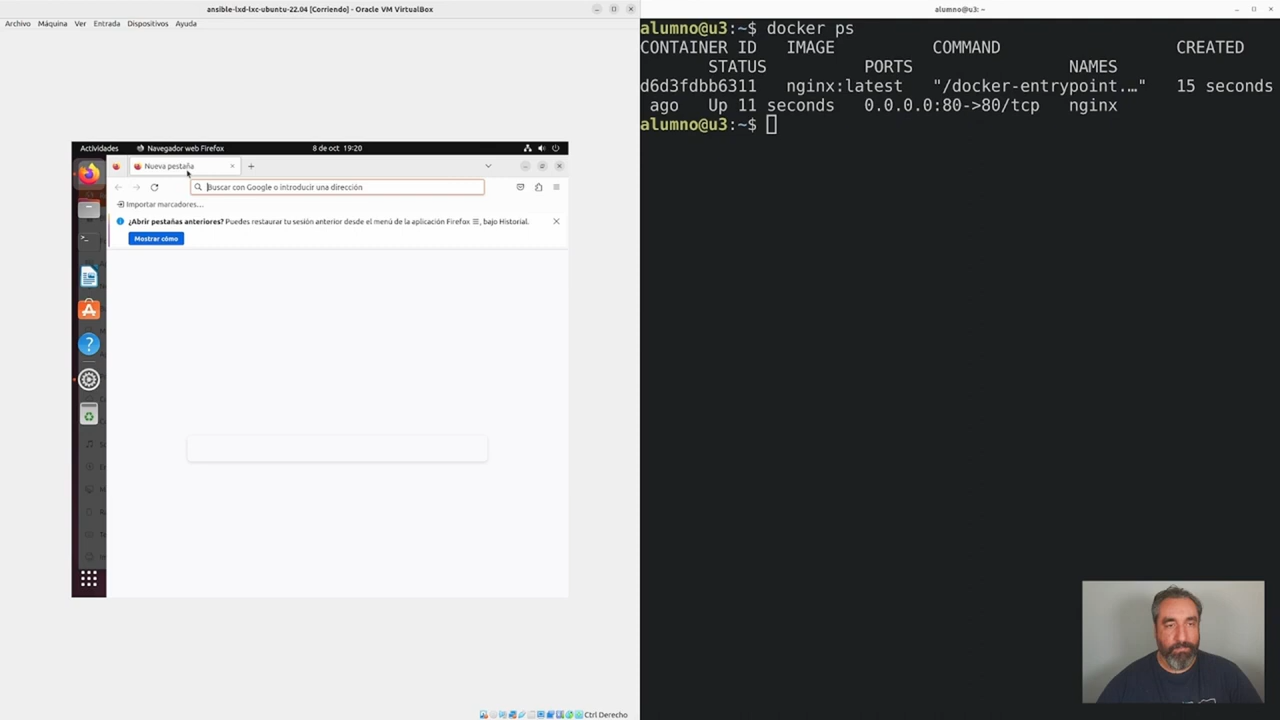 ansible-lxd-lxc-ubuntu-22.04 [Corriendo] - Oracle VM VirtualBox
Archivo Máquina Ver Entrada Dispositivos Ayuda
Actividades Navegador web Firefox 8 de oct 19:20
Nueva pestaña
Buscar con Google o introducir una dirección
Importar marcadores...
¿Abrir pestañas anteriores? Puedes restaurar tu sesión anterior desde el menú de la aplicación Firefox ☰, bajo Historial.
Mostrar cómo
Ctrl Derecho
alumno@u3: ~
alumno@u3:~$ docker ps
CONTAINER ID IMAGE COMMAND CREATED
STATUS PORTS NAMES
d6d3fdbb6311 nginx:latest "/docker-entrypoint.…" 15 seconds
ago Up 11 seconds 0.0.0.0:80->80/tcp nginx
alumno@u3:~$